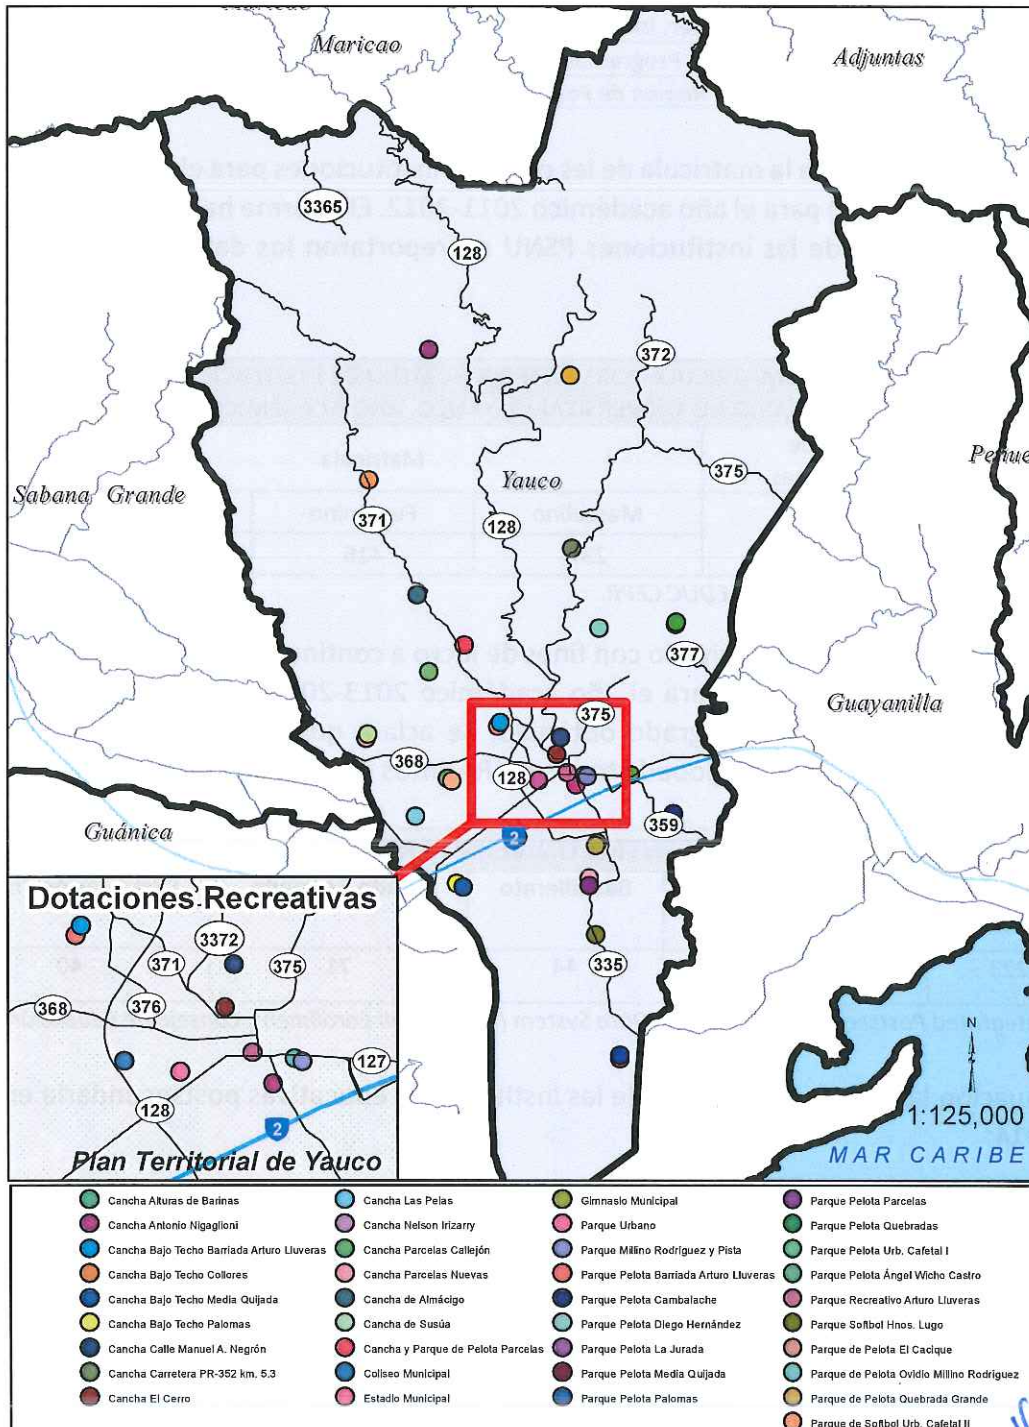 Maricao
Maricao
Adjuntas
3365
128
372
375
Yauco
Sabana Grande
371
128
377
375
Guayanilla
368
128
359
Guánica
2
335
Dotaciones Recreativas
3372
371
375
368
376
127
128
2
Plan Territorial de Yauco
N
1:125,000
MAR CARIBE
Cancha Alturas de Barinas
Cancha Antonio Nigaglioni
Cancha Bajo Techo Barriada Arturo Lluveras
Cancha Bajo Techo Collores
Cancha Bajo Techo Media Quijada
Cancha Bajo Techo Palomas
Cancha Calle Manuel A. Negrón
Cancha Carretera PR-352 km. 5.3
Cancha El Cerro
Cancha Las Pelas
Cancha Nelson Irizarry
Cancha Parcelas Callejón
Cancha Parcelas Nuevas
Cancha de Almácigo
Cancha de Susúa
Cancha y Parque de Pelota Parcelas
Coliseo Municipal
Estadio Municipal
Gimnasio Municipal
Parque Urbano
Parque Millino Rodríguez y Pista
Parque Pelota Barriada Arturo Lluveras
Parque Pelota Cambalache
Parque Pelota Diego Hernández
Parque Pelota La Jurada
Parque Pelota Media Quijada
Parque Pelota Palomas
Parque Pelota Parcelas
Parque Pelota Quebradas
Parque Pelota Urb. Cafetal I
Parque Pelota Ángel Wicho Castro
Parque Recreativo Arturo Lluveras
Parque Softbol Hnos. Lugo
Parque de Pelota El Cacique
Parque de Pelota Ovidio Millino Rodríguez
Parque de Pelota Quebrada Grande
Parque de Softbol Urb. Cafetal II